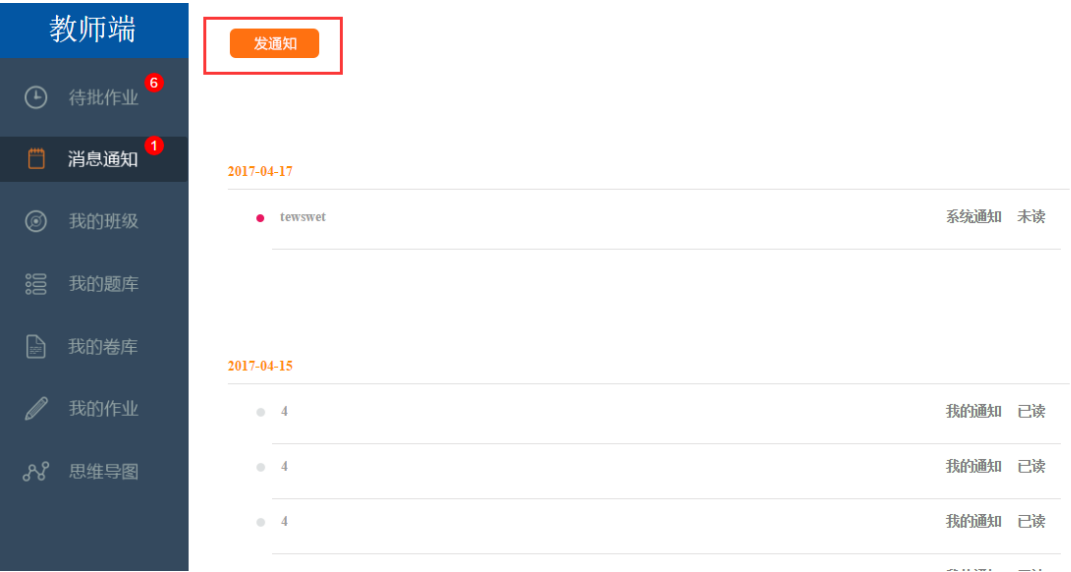 教师端
待批作业 6
消息通知 1
我的班级
我的题库
我的卷库
我的作业
思维导图
发通知
2017-04-17
tewswet 系统通知 未读
2017-04-15
4 我的通知 已读
4 我的通知 已读
4 我的通知 已读